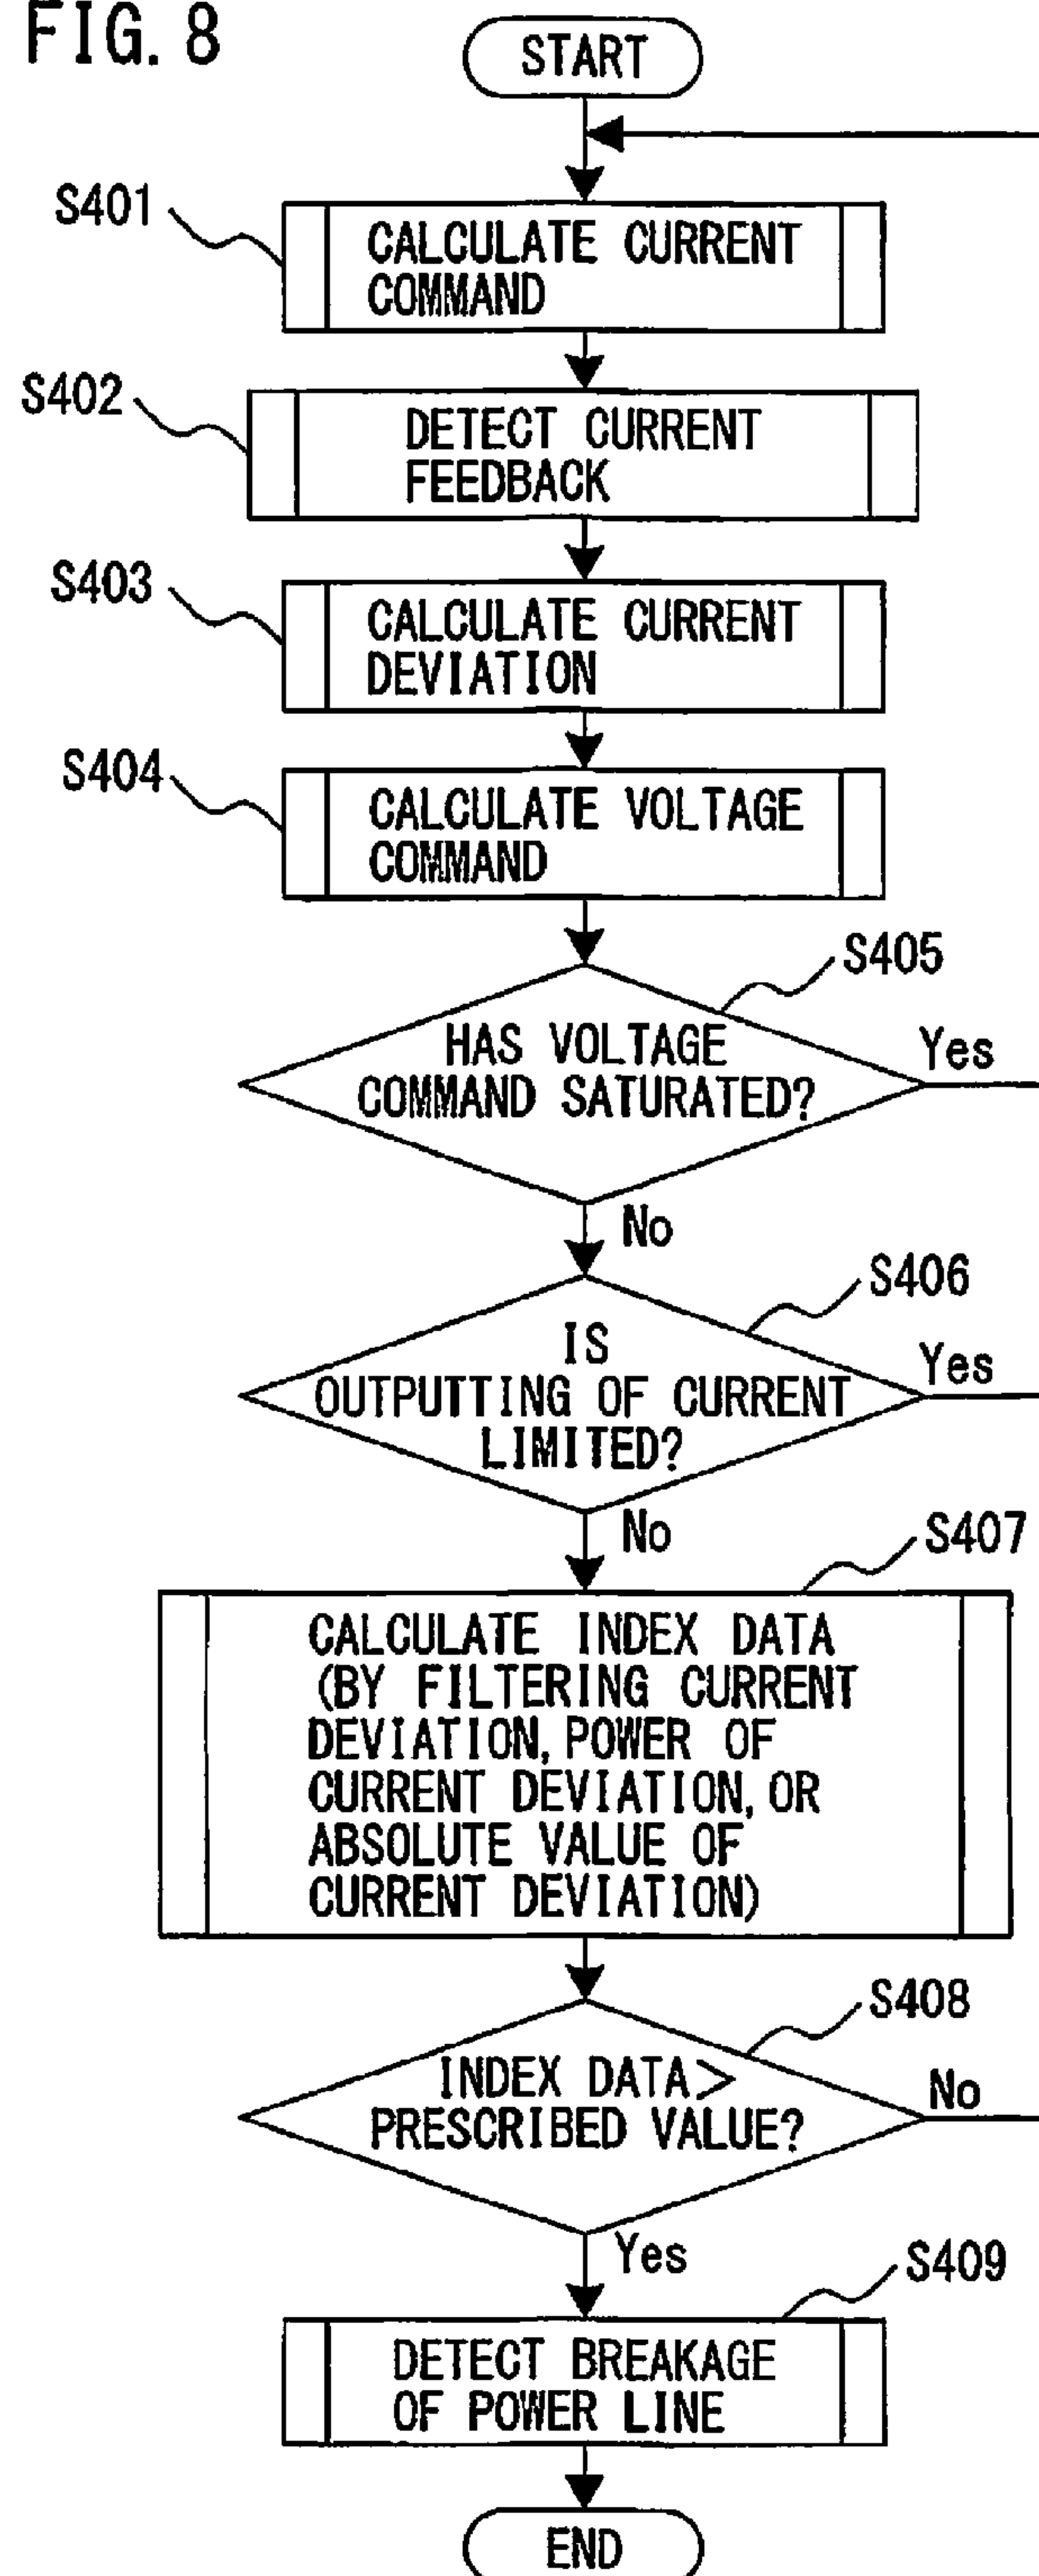 FIG. 8
START
S401
CALCULATE CURRENT
COMMAND
S402
DETECT CURRENT
FEEDBACK
S403
CALCULATE CURRENT
DEVIATION
S404
CALCULATE VOLTAGE
COMMAND
S405
HAS VOLTAGE
COMMAND SATURATED?
Yes
No
S406
IS
OUTPUTTING OF CURRENT
LIMITED?
Yes
No
S407
CALCULATE INDEX DATA
(BY FILTERING CURRENT
DEVIATION, POWER OF
CURRENT DEVIATION, OR
ABSOLUTE VALUE OF
CURRENT DEVIATION)
S408
INDEX DATA>
PRESCRIBED VALUE?
No
Yes
S409
DETECT BREAKAGE
OF POWER LINE
END